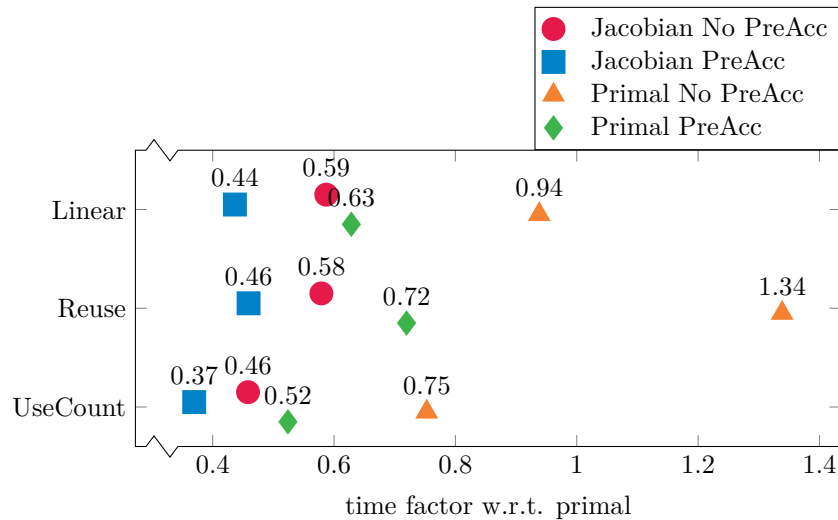 Jacobian No PreAcc
Jacobian PreAcc
Primal No PreAcc
Primal PreAcc
0.44 0.59 0.63 0.94
Linear
0.46 0.58 0.72 1.34
Reuse
0.37 0.46 0.52 0.75
UseCount
0.4 0.6 0.8 1 1.2 1.4
time factor w.r.t. primal